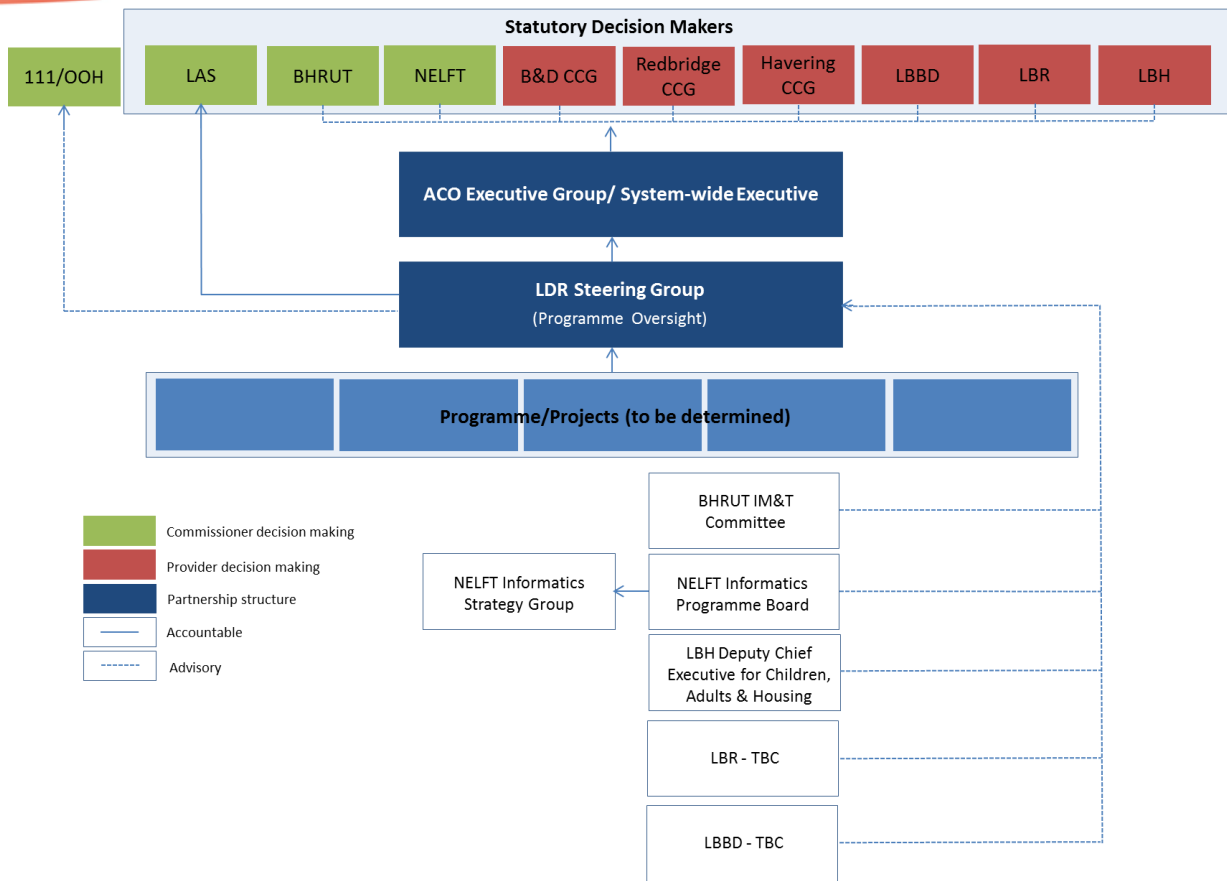 Statutory Decision Makers
111/OOH
LAS
BHRUT
NELFT
B&D CCG
Redbridge
CCG
Havering
CCG
LBBD
LBR
LBH
ACO Executive Group/ System-wide Executive
LDR Steering Group
(Programme Oversight)
Programme/Projects (to be determined)
BHRUT IM&T
Committee
Commissioner decision making
Provider decision making
Partnership structure
Accountable
Advisory
NELFT Informatics
Strategy Group
NELFT Informatics
Programme Board
LBH Deputy Chief
Executive for Children,
Adults & Housing
LBR - TBC
LBBD - TBC